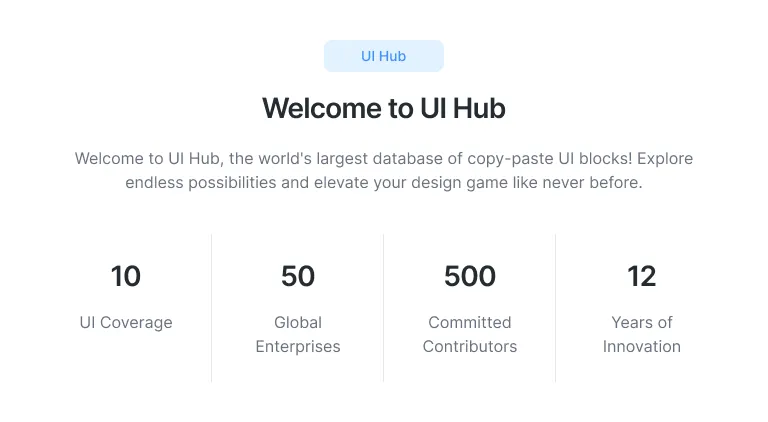 UI Hub
Welcome to UI Hub
Welcome to UI Hub, the world's largest database of copy-paste UI blocks! Explore
endless possibilities and elevate your design game like never before.
10
UI Coverage
50
Global
Enterprises
500
Committed
Contributors
12
Years of
Innovation